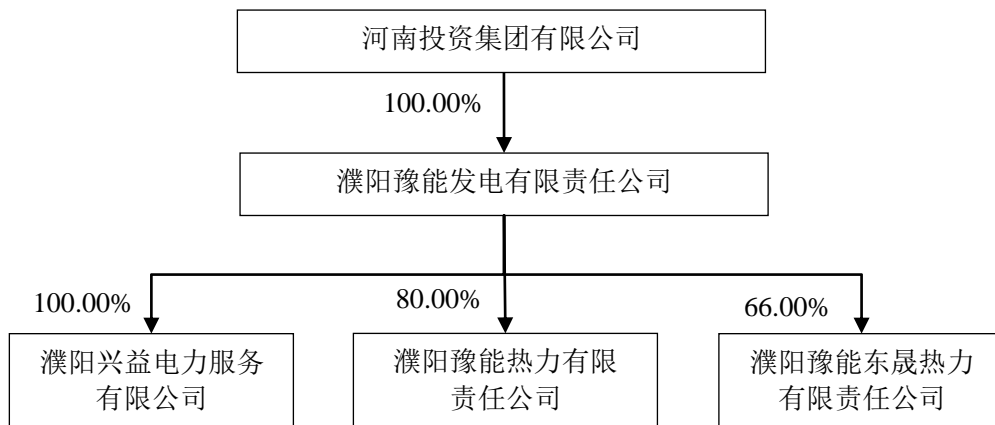 河南投资集团有限公司
100.00%
濮阳豫能发电有限责任公司
100.00%
80.00%
66.00%
濮阳兴益电力服务
有限公司
濮阳豫能热力有限
责任公司
濮阳豫能东晟热力
有限责任公司